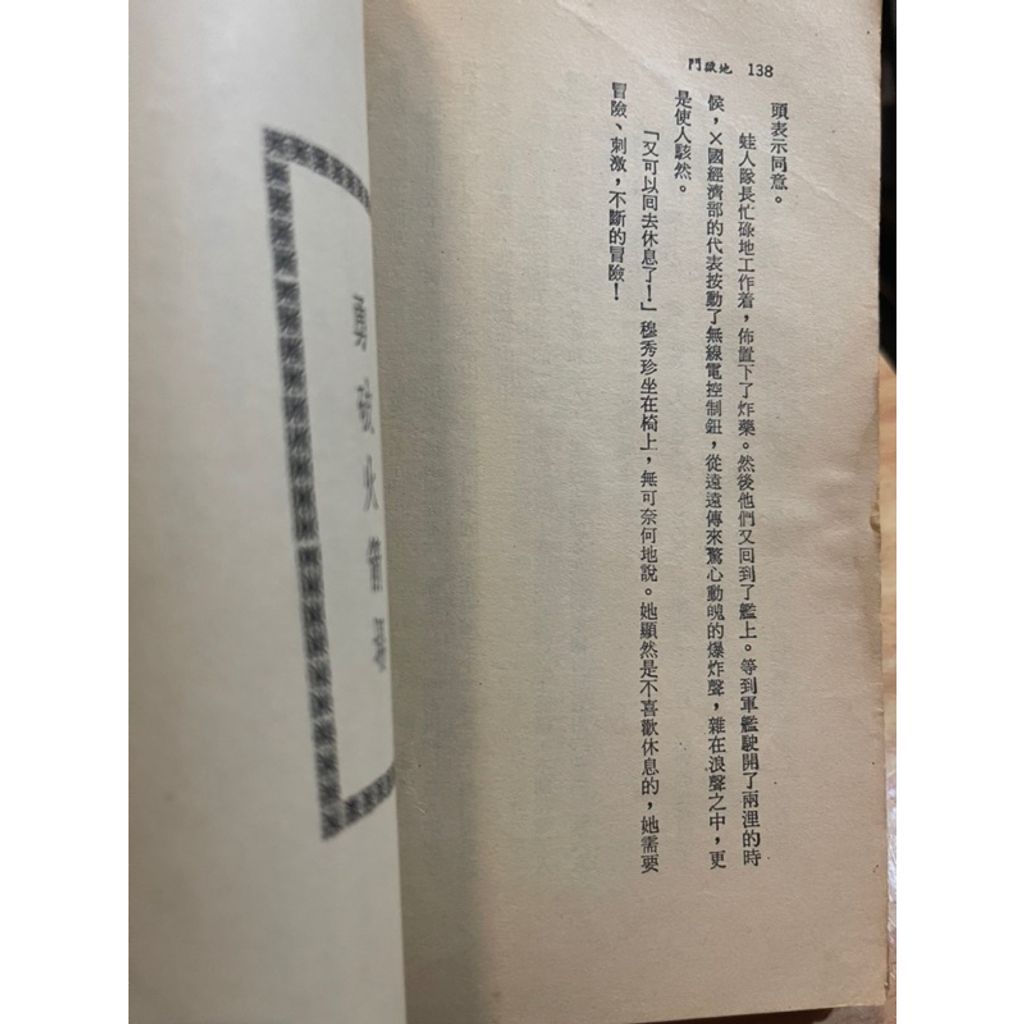 門獄地 138
頭表示同意。
蛙人隊長忙碌地工作着，佈置下了炸藥。然後他們又回到了艦上。等到軍艦駛開了兩浬的時
候，×國經濟部的代表按動了無線電控制鈕，從遠遠傳來驚心動魄的爆炸聲，雜在浪聲之中，更
是使人駭然。
「又可以回去休息了！」穆秀珍坐在椅上，無可奈何地說。她顯然是不喜歡休息的，她需要
冒險、刺激，不斷的冒險！
勇破火箭